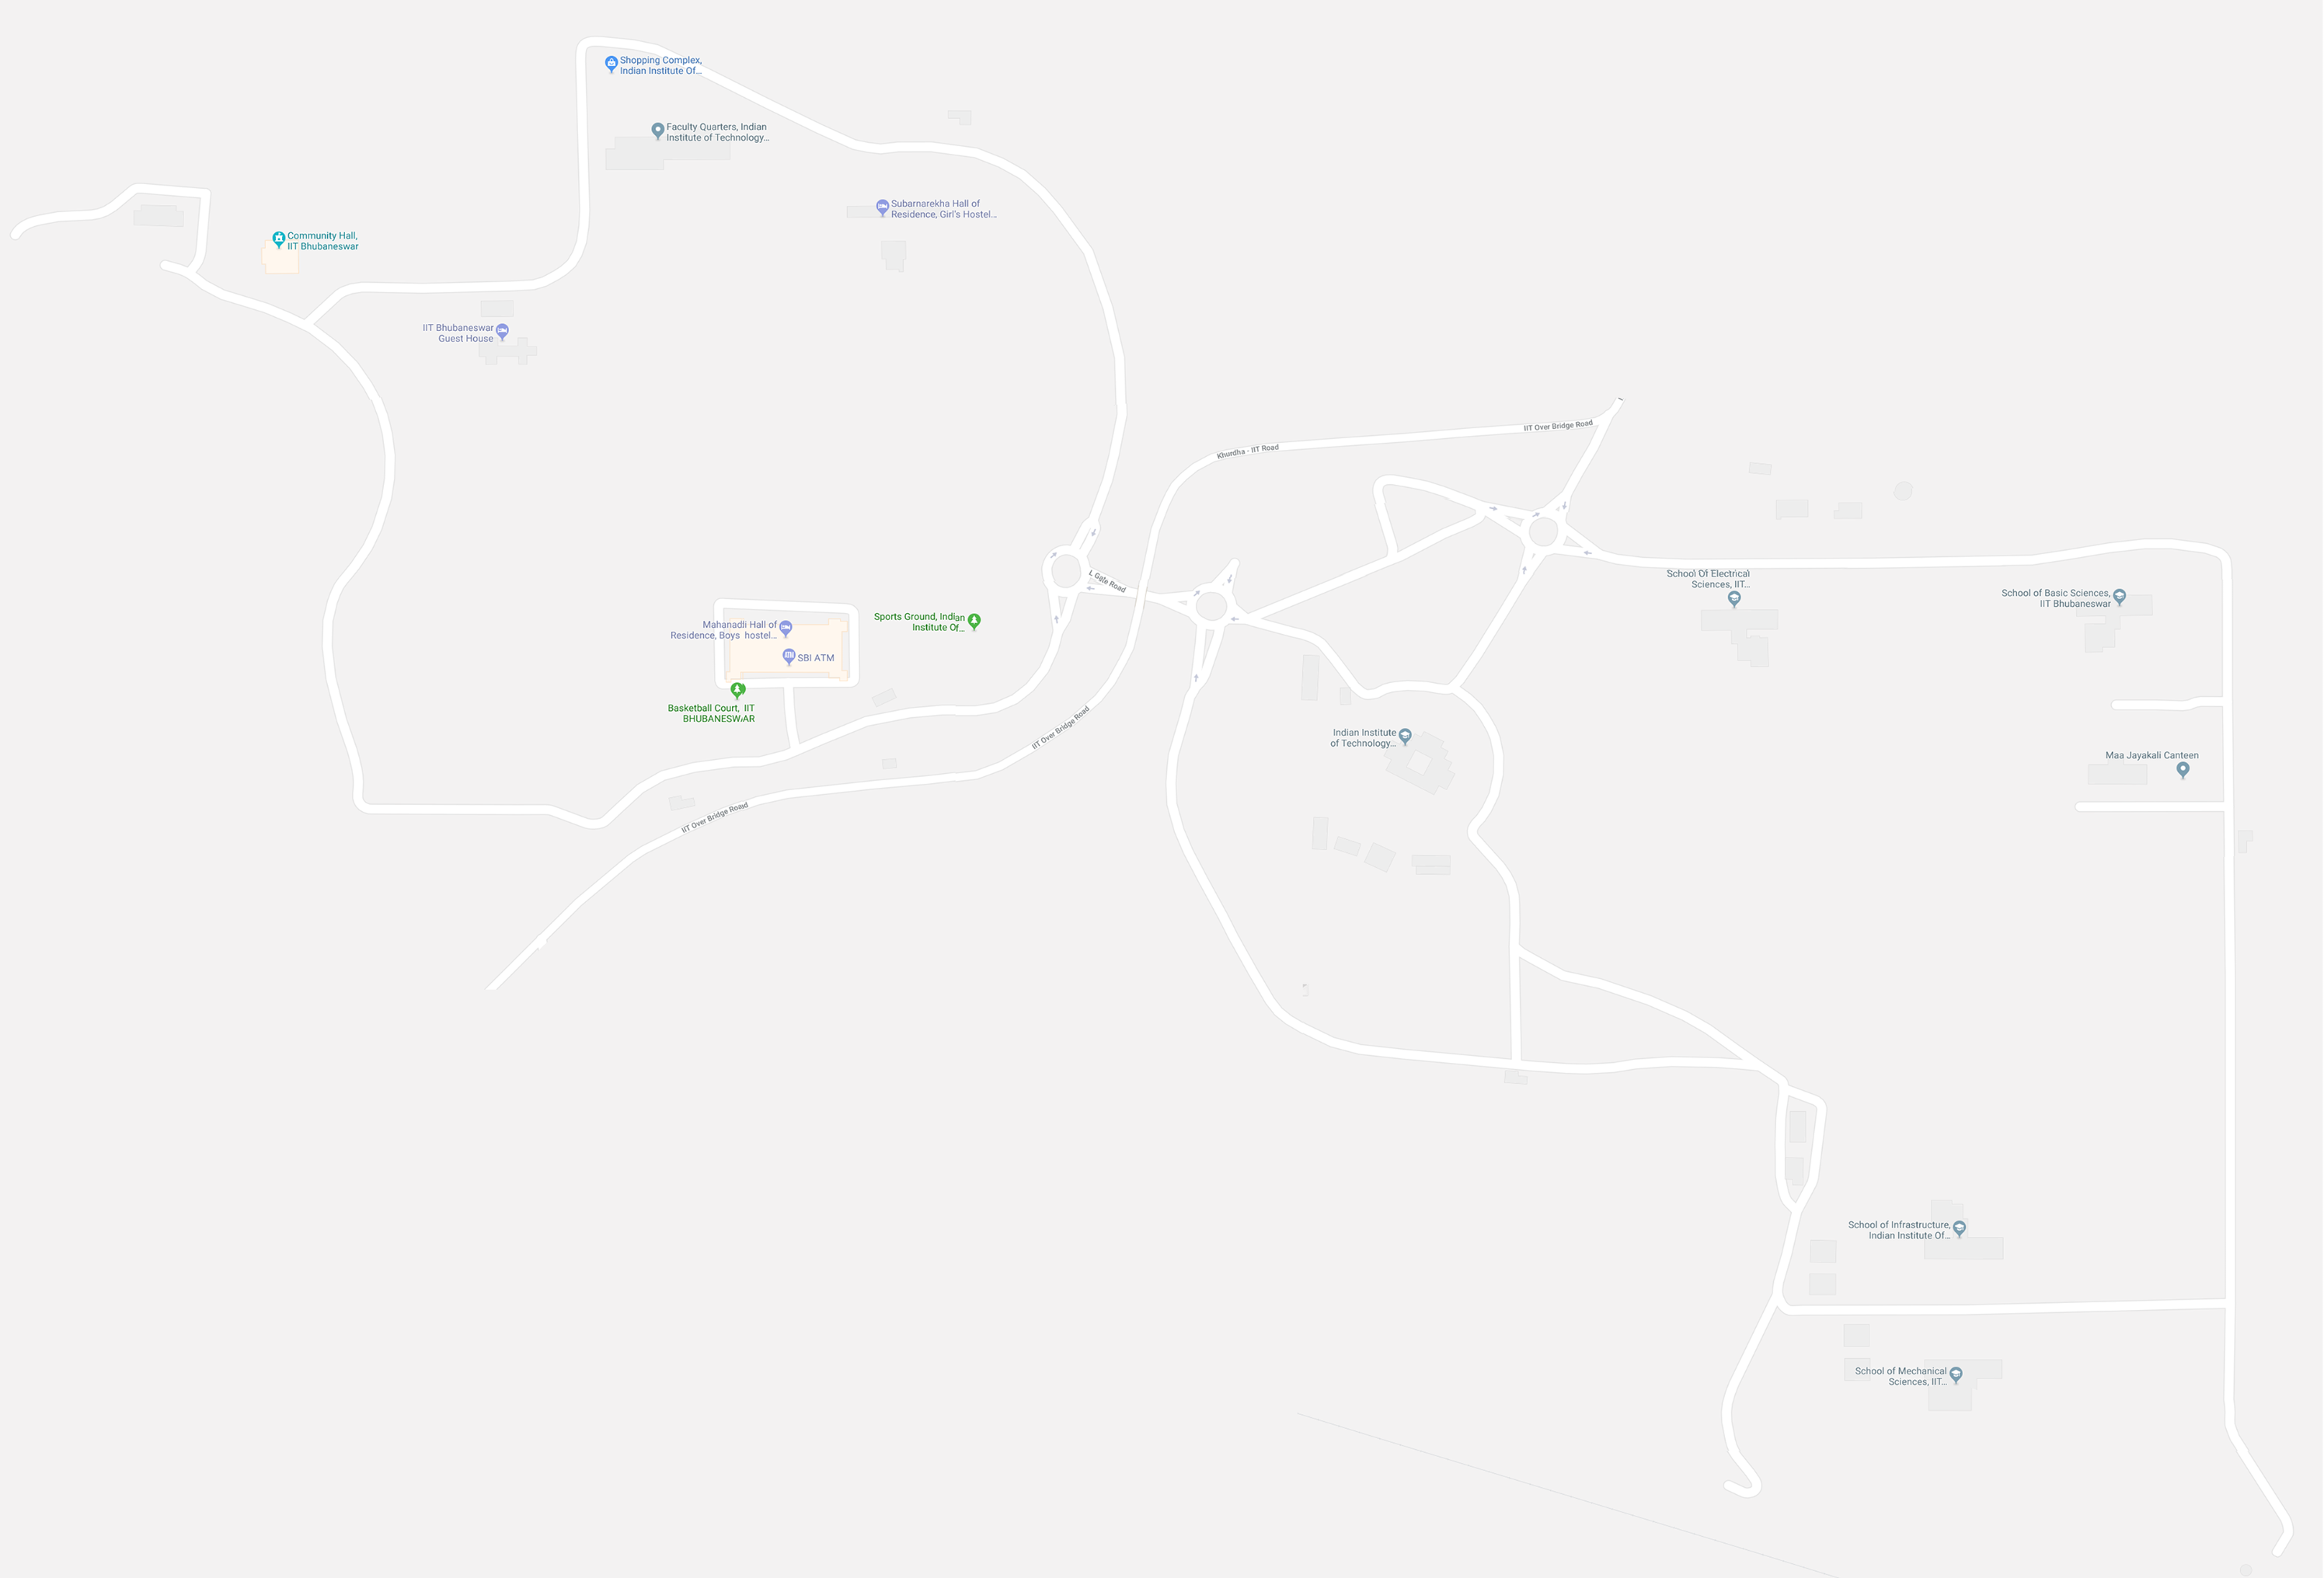 Shopping Complex,
Indian Institute Of...
Faculty Quarters, Indian
Institute of Technology...
Subarnarekha Hall of
Residence, Girl's Hostel...
Community Hall,
IIT Bhubaneswar
IIT Bhubaneswar
Guest House
IIT Over Bridge Road
Khurdha - IIT Road
L Gate Road
School Of Electrical
Sciences, IIT...
School of Basic Sciences,
IIT Bhubaneswar
Sports Ground, Indian
Institute Of...
Mahanadi Hall of
Residence, Boys hostel...
ATM
SBI ATM
Basketball Court, IIT
BHUBANESWAR
IIT Over Bridge Road
Indian Institute
of Technology...
Maa Jayakali Canteen
IIT Over Bridge Road
School of Infrastructure,
Indian Institute Of...
School of Mechanical
Sciences, IIT...